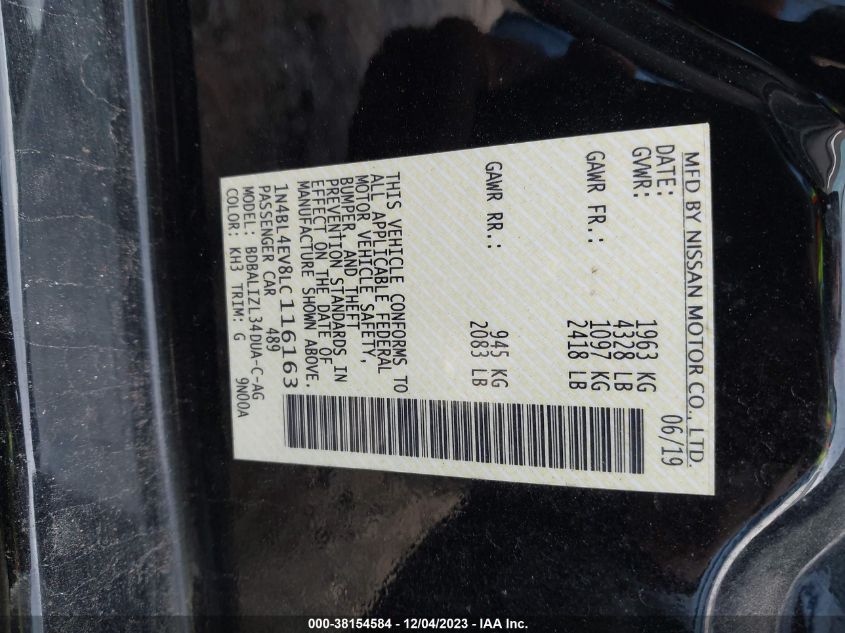 MFD BY NISSAN MOTOR CO., LTD.
DATE: 06/19
GVWR: 1963 KG
4328 LB
GAWR FR.: 1097 KG
2418 LB
GAWR RR.: 945 KG
2083 LB
THIS VEHICLE CONFORMS TO
ALL APPLICABLE FEDERAL
MOTOR VEHICLE SAFETY,
BUMPER, AND THEFT
PREVENTION STANDARDS IN
EFFECT ON THE DATE OF
MANUFACTURE SHOWN ABOVE.
1N4BL4EV8LC116163
PASSENGER CAR 489
MODEL: BDBALIZL34DUA-C-AG
COLOR: KH3 TRIM: G 9N00A
000-38154584 - 12/04/2023 - IAA Inc.